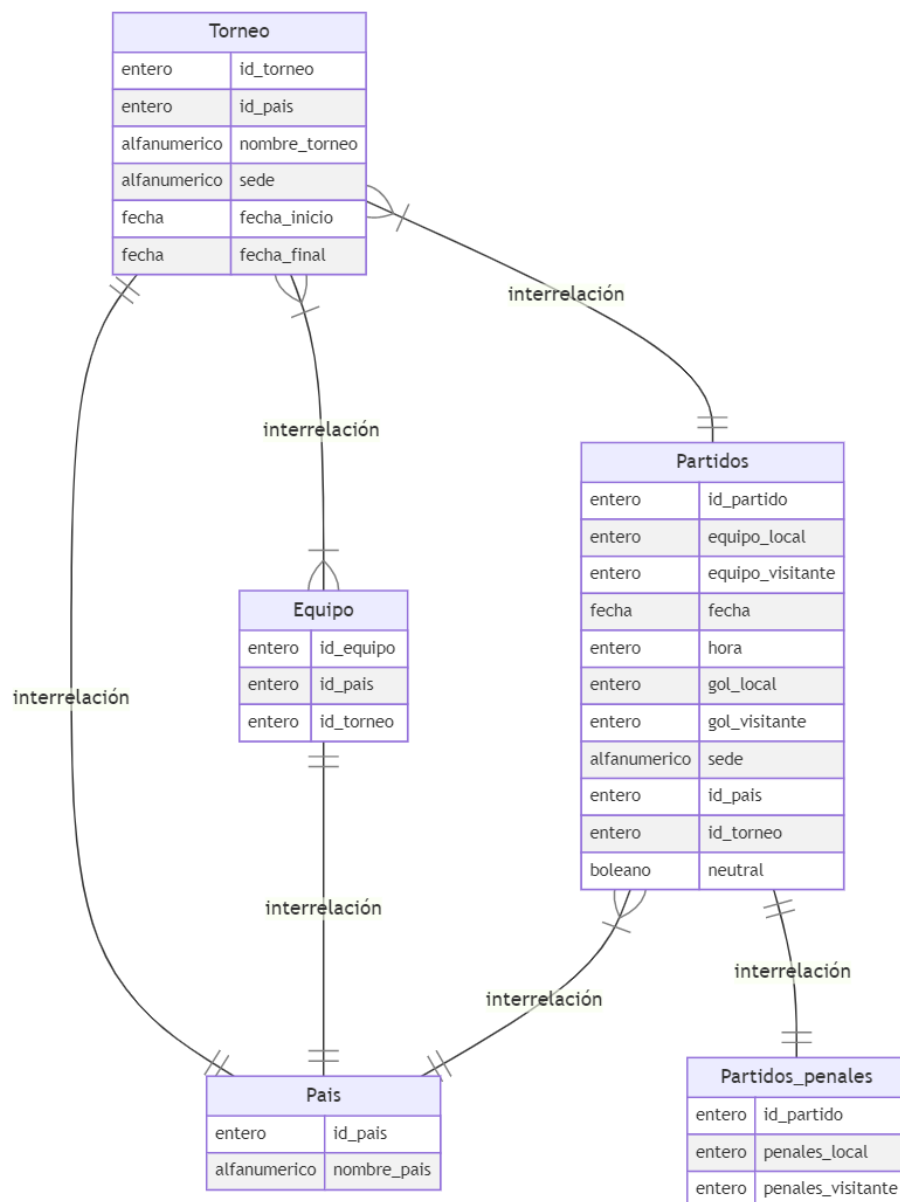 Torneo
entero id_torneo
entero id_pais
alfanumerico nombre_torneo
alfanumerico sede
fecha fecha_inicio
fecha fecha_final
interrelación
interrelación
interrelación
Partidos
entero id_partido
entero equipo_local
entero equipo_visitante
fecha fecha
entero hora
entero gol_local
entero gol_visitante
alfanumerico sede
entero id_pais
entero id_torneo
boleano neutral
Equipo
entero id_equipo
entero id_pais
entero id_torneo
interrelación
interrelación
interrelación
Pais
entero id_pais
alfanumerico nombre_pais
Partidos_penales
entero id_partido
entero penales_local
entero penales_visitante